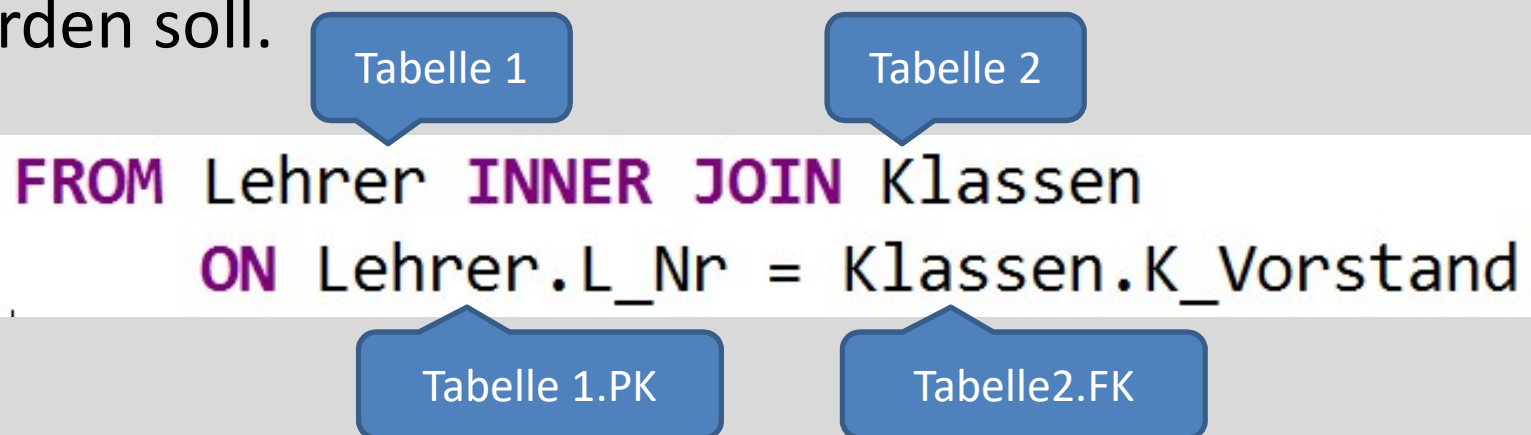 rden soll.
Tabelle 1
Tabelle 2
FROM Lehrer INNER JOIN Klassen
ON Lehrer.L_Nr = Klassen.K_Vorstand
Tabelle 1.PK
Tabelle2.FK